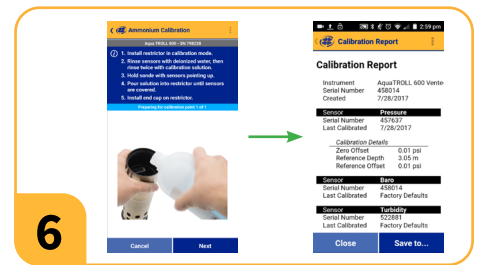 Ammonium Calibration
Aqua TROLL 600 - SN 798238
1. Install restrictor in calibration mode.
2. Rinse sensors with deionized water, then
rinse twice with calibration solution.
3. Hold sonde with sensors pointing up.
4. Pour solution into restrictor until sensors
are covered.
5. Install end cap on restrictor.
Preparing for calibration point 1 of 1
Cancel Next
2:59 pm
Calibration Report
Calibration Report
Instrument AquaTROLL 600 Vente
Serial Number 458014
Created 7/28/2017
Sensor Pressure
Serial Number 457637
Last Calibrated 7/28/2017
Calibration Details
Zero Offset 0.01 psi
Reference Depth 3.05 m
Reference Offset 0.01 psi
Sensor Baro
Serial Number 458014
Last Calibrated Factory Defaults
Sensor Turbidity
Serial Number 522881
Last Calibrated Factory Defaults
Close Save to...
6